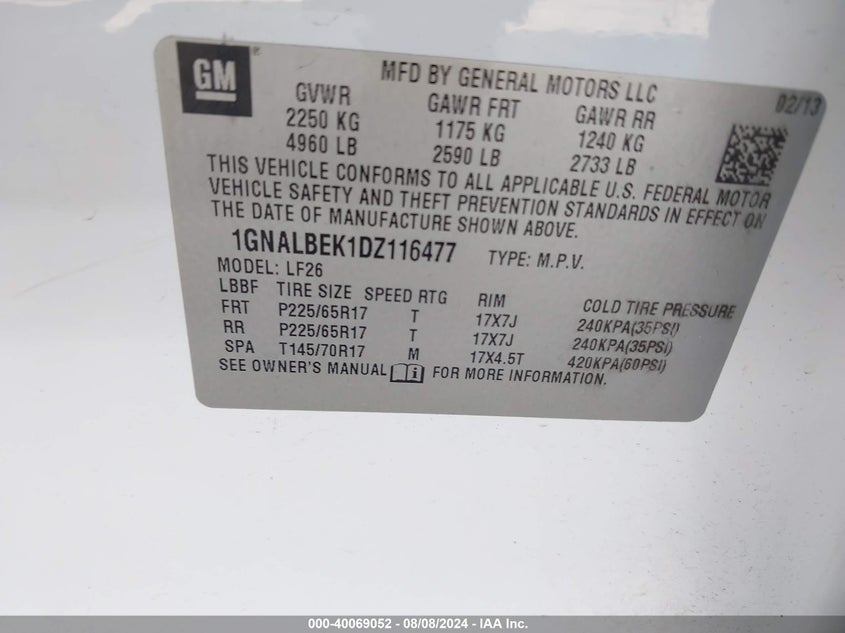 GM®
MFD BY GENERAL MOTORS LLC
02/13
GVWR GAWR FRT GAWR RR
2250 KG 1175 KG 1240 KG
4960 LB 2590 LB 2733 LB
THIS VEHICLE CONFORMS TO ALL APPLICABLE U.S. FEDERAL MOTOR
VEHICLE SAFETY AND THEFT PREVENTION STANDARDS IN EFFECT ON
THE DATE OF MANUFACTURE SHOWN ABOVE.
1GNALBEK1DZ116477 TYPE: M.P.V.
MODEL: LF26
LBBF TIRE SIZE SPEED RTG RIM COLD TIRE PRESSURE
FRT P225/65R17 T 17X7J 240KPA(35PSI)
RR P225/65R17 T 17X7J 240KPA(35PSI)
SPA T145/70R17 M 17X4.5T 420KPA(60PSI)
SEE OWNER'S MANUAL i FOR MORE INFORMATION.
000-40069052 - 08/08/2024 - IAA Inc.